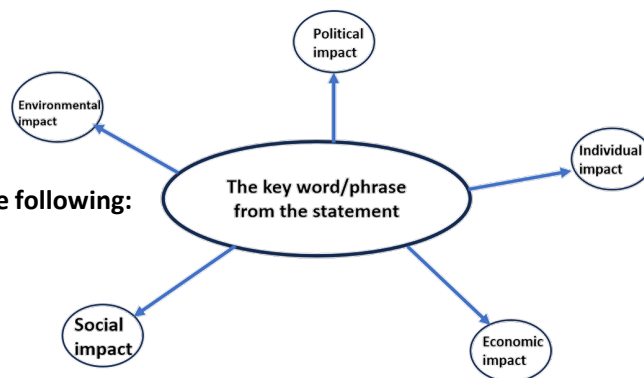 Political
impact
Environmental
impact
Individual
impact
The key word/phrase
from the statement
e following:
Social
impact
Economic
impact